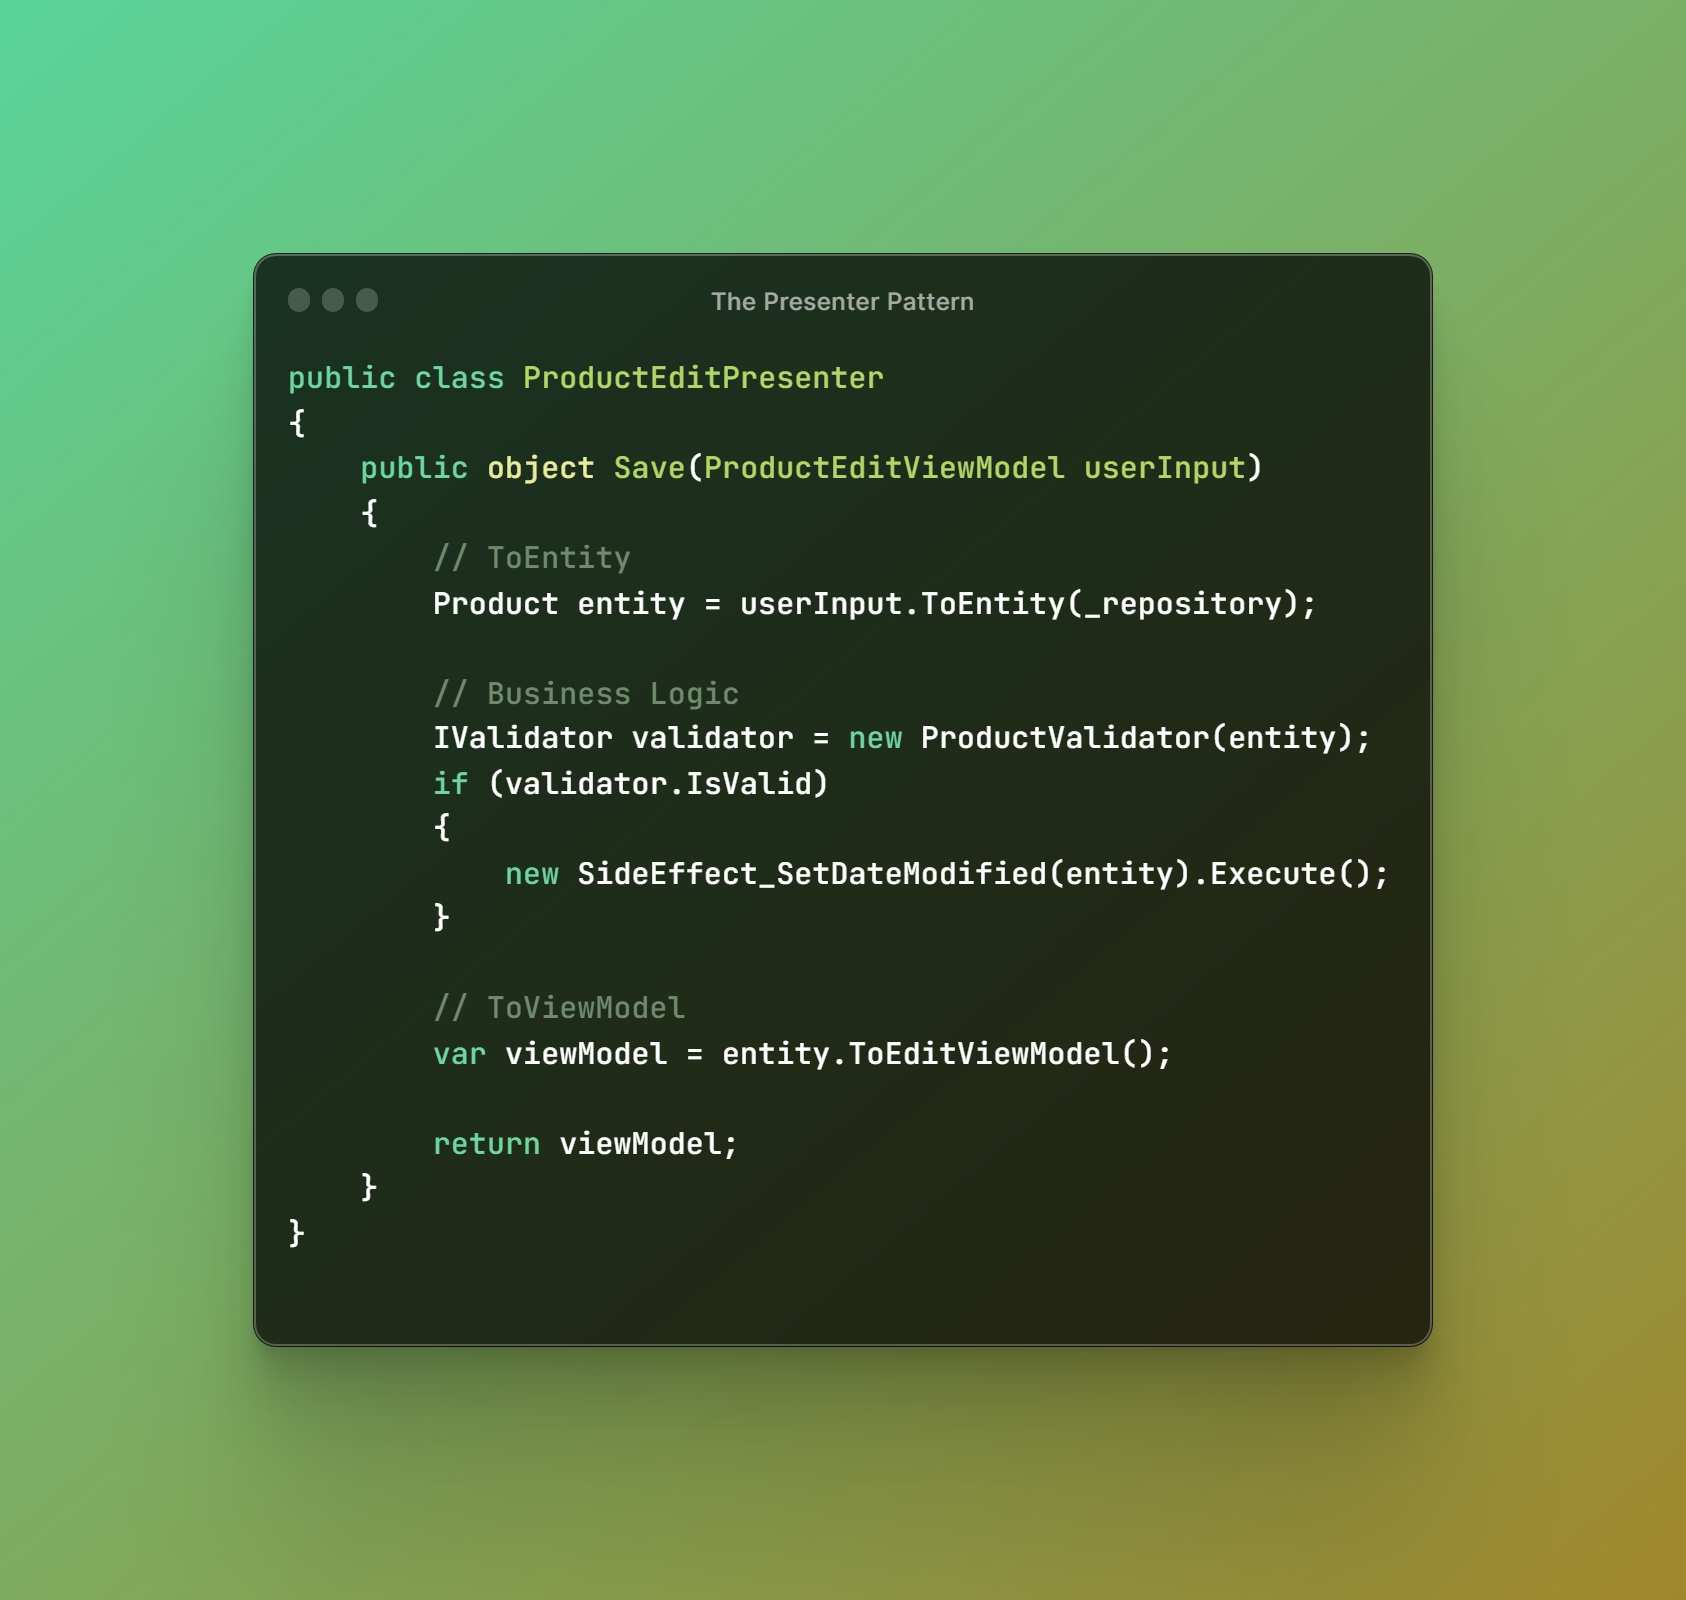 The Presenter Pattern
public class ProductEditPresenter
{
    public object Save(ProductEditViewModel userInput)
    {
        // ToEntity
        Product entity = userInput.ToEntity(_repository);

        // Business Logic
        IValidator validator = new ProductValidator(entity);
        if (validator.IsValid)
        {
            new SideEffect_SetDateModified(entity).Execute();
        }

        // ToViewModel
        var viewModel = entity.ToEditViewModel();

        return viewModel;
    }
}